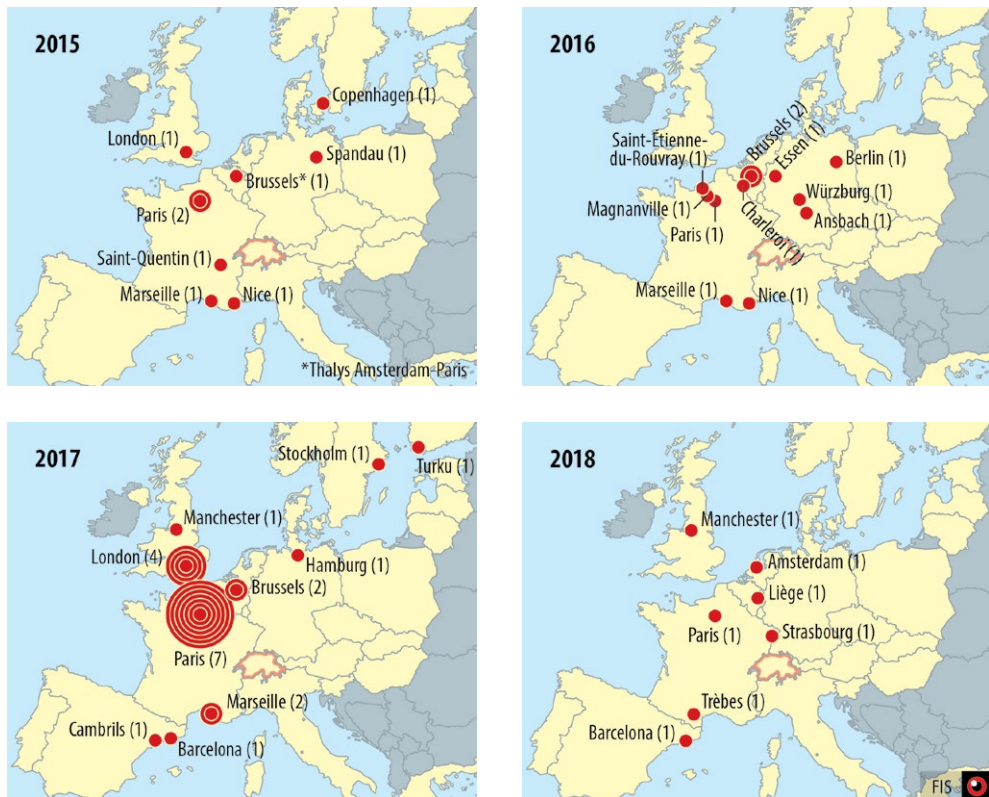 2015
Copenhagen (1)
London (1)
Spandau (1)
Brussels* (1)
Paris (2)
Saint-Quentin (1)
Marseille (1)
Nice (1)
*Thalys Amsterdam-Paris
2016
Saint-Étienne-
du-Rouvray (1)
Brussels (2)
Essen (1)
Berlin (1)
Magnanville (1)
Würzburg (1)
Ansbach (1)
Paris (1)
Charleroi (1)
Marseille (1)
Nice (1)
2017
Stockholm (1)
Turku (1)
Manchester (1)
London (4)
Hamburg (1)
Brussels (2)
Paris (7)
Marseille (2)
Cambrils (1)
Barcelona (1)
2018
Manchester (1)
Amsterdam (1)
Liège (1)
Paris (1)
Strasbourg (1)
Trèbes (1)
Barcelona (1)
FIS